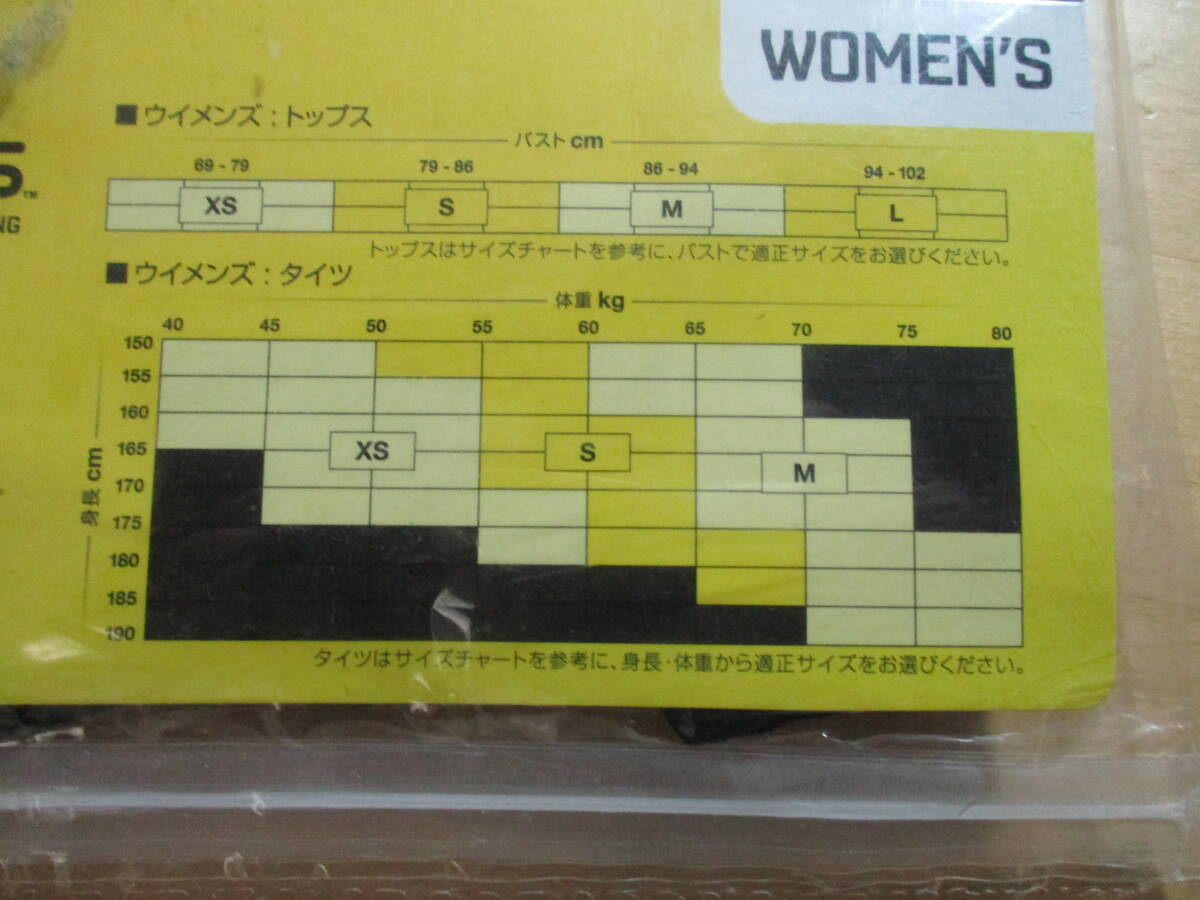 WOMEN'S
■ウイメンズ：トップス
バスト cm
69 - 79 79 - 86 86 - 94 94 - 102
XS S M L
トップスはサイズチャートを参考に、バストで適正サイズをお選びください。
S™
NG
■ウイメンズ：タイツ
体重 kg
40 45 50 55 60 65 70 75 80
150
155
160
165
170
175
180
185
190
身長 cm
XS S M
タイツはサイズチャートを参考に、身長・体重から適正サイズをお選びください。